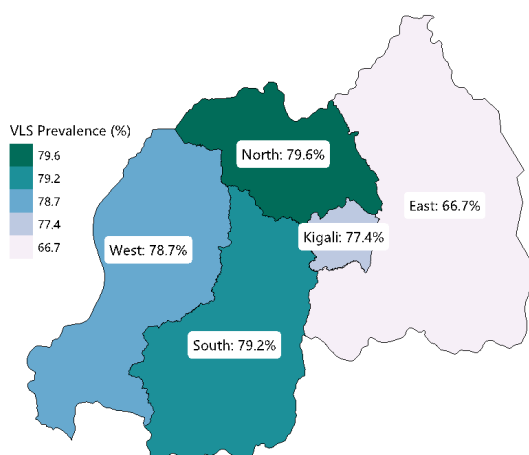 VLS Prevalence (%)
79.6
79.2
78.7
77.4
66.7
North: 79.6%
East: 66.7%
Kigali: 77.4%
West: 78.7%
South: 79.2%